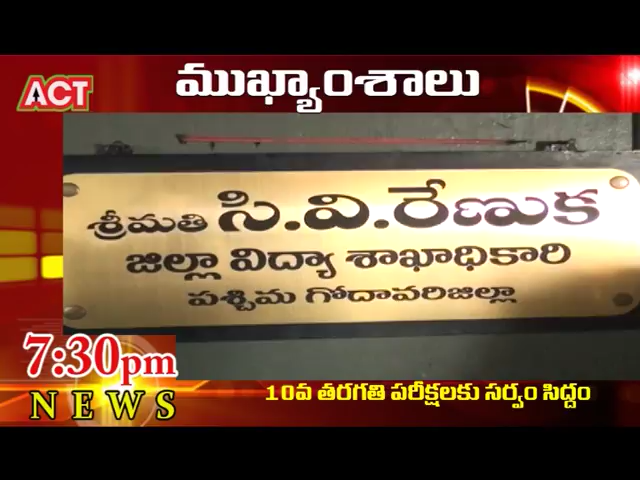 ACT
ముఖ్యాంశాలు
శ్రీమతి సి.వి.రేణుక
జిల్లా విద్యా శాఖాధికారి
పశ్చిమ గోదావరిజిల్లా
7:30pm
NEWS
10వ తరగతి పరీక్షలకు సర్వం సిద్దం